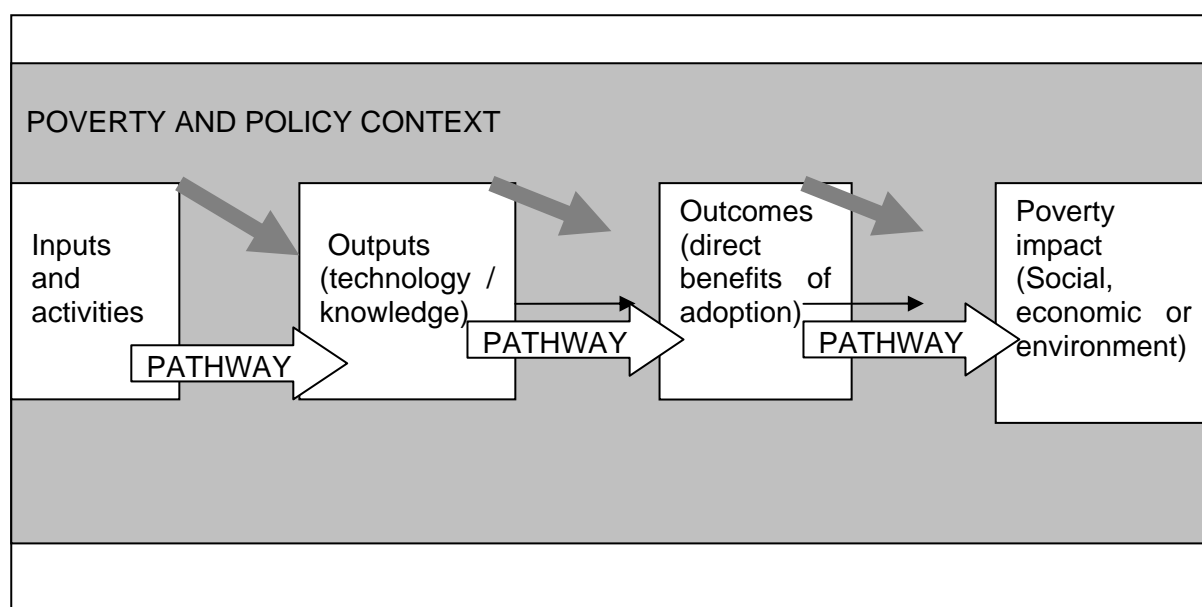 POVERTY AND POLICY CONTEXT
Inputs
and
activities
PATHWAY
Outputs
(technology /
knowledge)
PATHWAY
Outcomes
(direct
benefits of
adoption)
PATHWAY
Poverty
impact
(Social,
economic or
environment)